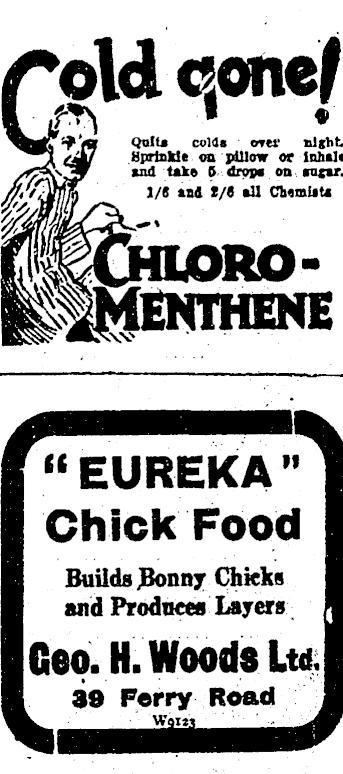 Cold gone!
Quits colds over night.
Sprinkle on pillow or inhale
and take 5 drops on sugar.
1/6 and 2/6 all Chemists
CHLORO-
MENTHENE
"EUREKA"
Chick Food
Builds Bonny Chicks
and Produces Layers
Geo. H. Woods Ltd.
39 Ferry Road
W9123